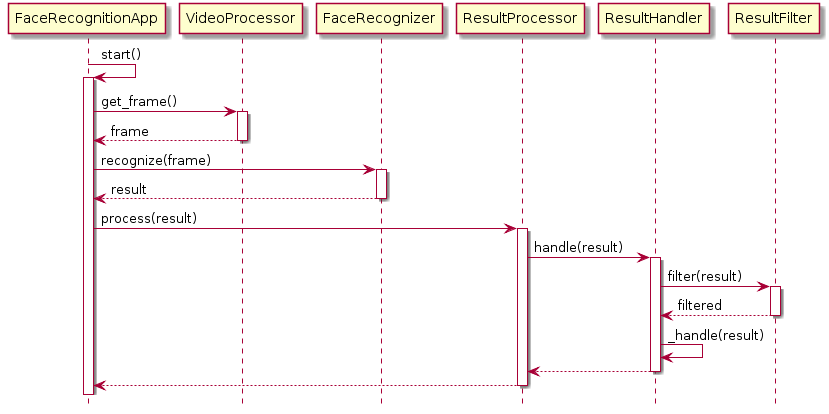 FaceRecognitionApp VideoProcessor FaceRecognizer ResultProcessor ResultHandler ResultFilter
start()
get_frame()
frame
recognize(frame)
result
process(result)
handle(result)
filter(result)
filtered
_handle(result)